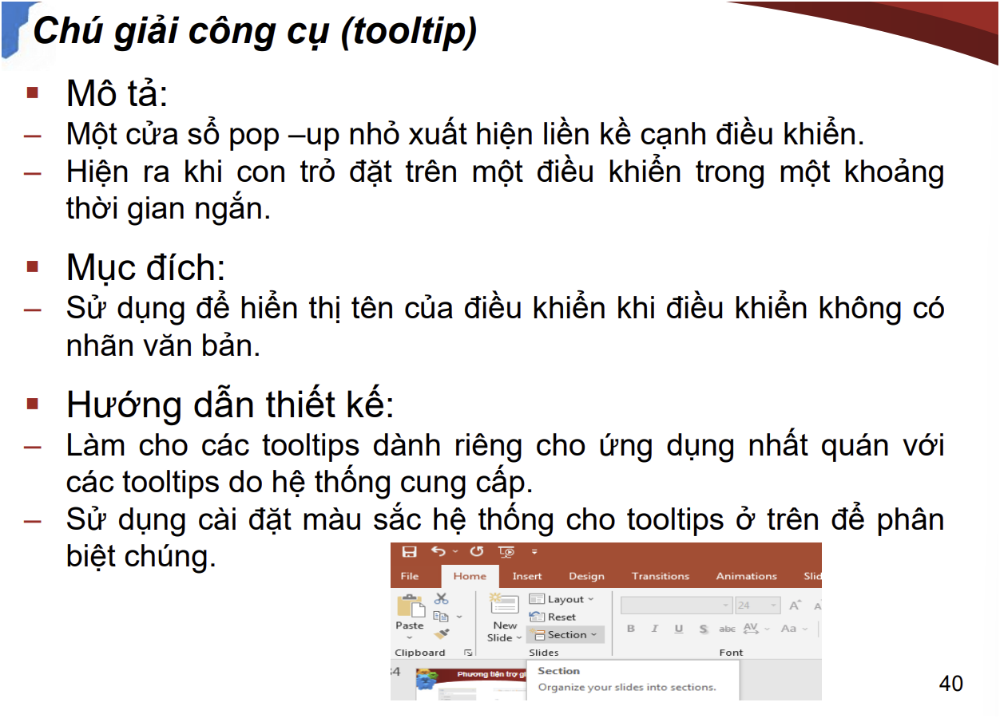 Chú giải công cụ (tooltip)
Mô tả:
– Một cửa sổ pop –up nhỏ xuất hiện liền kề cạnh điều khiển.
– Hiện ra khi con trỏ đặt trên một điều khiển trong một khoảng
thời gian ngắn.
Mục đích:
– Sử dụng để hiển thị tên của điều khiển khi điều khiển không có
nhãn văn bản.
Hướng dẫn thiết kế:
– Làm cho các tooltips dành riêng cho ứng dụng nhất quán với
các tooltips do hệ thống cung cấp.
– Sử dụng cài đặt màu sắc hệ thống cho tooltips ở trên để phân
biệt chúng.
File Home Insert Design Transitions Animations Slid
Layout
Reset
Section
Paste
New
Slide
24
A A
B I U S abc AV Aa
Clipboard Slides Font
34
Phương tiện trợ gi
Section
Organize your slides into sections.
40